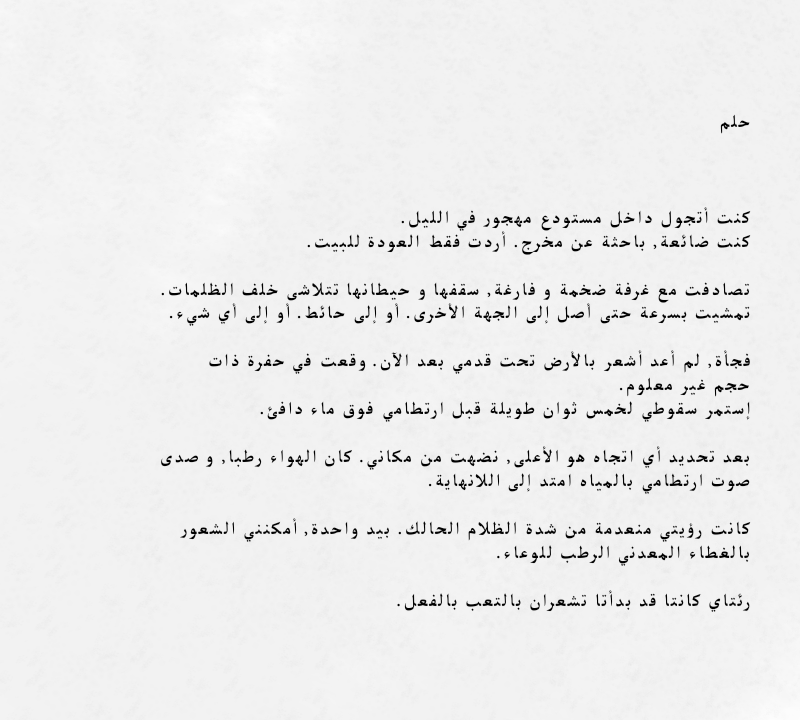 حلم
كنت أتجول داخل مستودع مهجور في الليل.
كنت ضائعة, باحثة عن مخرج. أردت فقط العودة للبيت.
تصادفت مع غرفة ضخمة و فارغة, سقفها و حيطانها تتلاشى خلف الظلمات.
تمشيت بسرعة حتى أصل إلى الجهة الأخرى. أو إلى حائط. أو إلى أي شيء.
فجأة, لم أعد أشعر بالأرض تحت قدمي بعد الآن. وقعت في حفرة ذات
حجم غير معلوم.
إستمر سقوطي لخمس ثوان طويلة قبل ارتطامي فوق ماء دافئ.
بعد تحديد أي اتجاه هو الأعلى, نضهت من مكاني. كان الهواء رطبا, و صدى
صوت ارتطامي بالمياه امتد إلى اللانهاية.
كانت رؤيتي منعدمة من شدة الظلام الحالك. بيد واحدة, أمكنني الشعور
بالغطاء المعدني الرطب للوعاء.
رئتاي كانتا قد بدأتا تشعران بالتعب بالفعل.